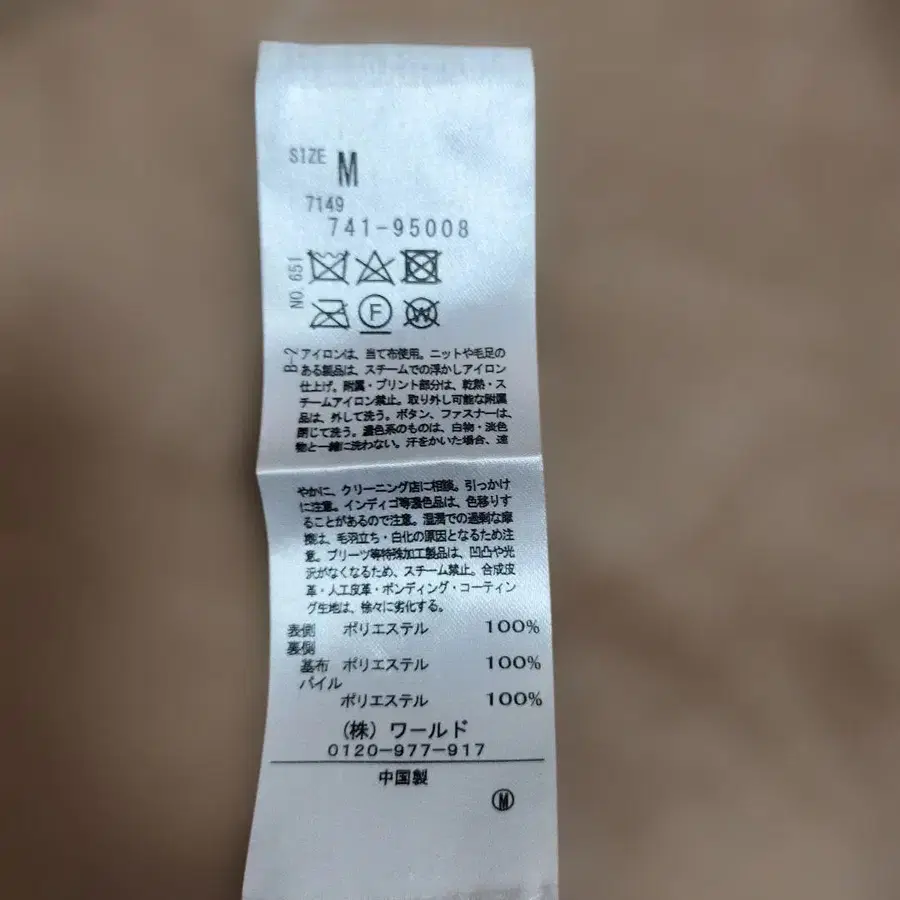 SIZE M
7149
741-95008
NO. 651
F
W
B-2
アイロンは、当て布使用。ニットや毛足の
ある製品は、スチームでの浮かしアイロン
仕上げ。附属・プリント部分は、乾熱・ス
チームアイロン禁止。取り外し可能な附属
品は、外して洗う。ボタン、ファスナーは、
閉じて洗う。濃色系のものは、白物・淡色
物と一緒に洗わない。汗をかいた場合、速
やかに、クリーニング店に相談。引っかけ
に注意。インディゴ等濃色品は、色移りす
ることがあるので注意。湿潤での過剰な摩
擦は、毛羽立ち・白化の原因となるため注
意。プリーツ等特殊加工製品は、凹凸や光
沢がなくなるため、スチーム禁止。合成皮
革・人工皮革・ボンディング・コーティン
グ生地は、徐々に劣化する。
表側 ポリエステル 100%
裏側
基布 ポリエステル 100%
パイル
ポリエステル 100%
(株) ワールド
0120-977-917
中国製
M